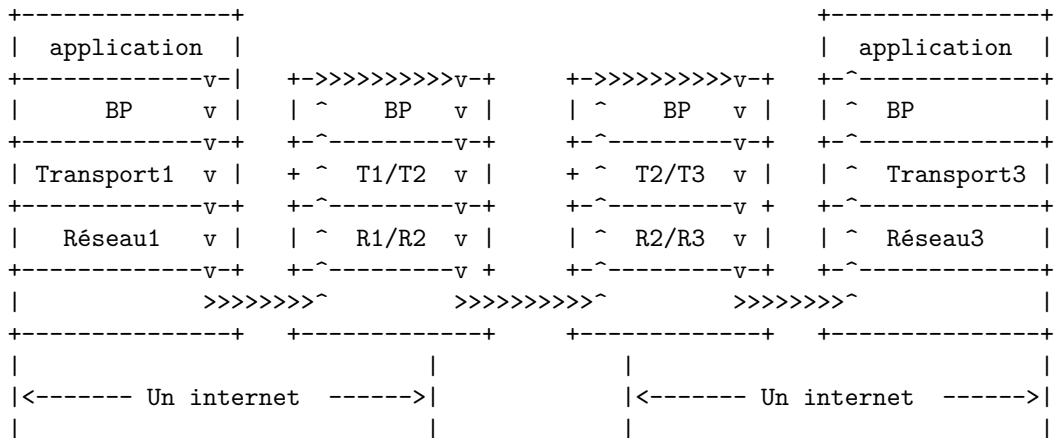 +---------------+                                       +---------------+
|  application  |                                       |  application  |
+-------------v-|   +->>>>>>>>>>v-+   +->>>>>>>>>>v-+   +-^-------------+
|      BP     v |   | ^    BP   v |   | ^    BP   v |   | ^  BP         |
+-------------v-+   +-^---------v-+   +-^---------v-+   +-^-------------+
| Transport1  v |   + ^  T1/T2  v |   + ^  T2/T3  v |   | ^  Transport3 |
+-------------v-+   +-^---------v-+   +-^---------v +   +-^-------------+
|   Réseau1   v |   | ^  R1/R2  v |   | ^  R2/R3  v |   | ^  Réseau3    |
+-------------v-+   +-^---------v +   +-^---------v-+   +-^-------------+
|             >>>>>>>>^         >>>>>>>>>>^         >>>>>>>>^             |
+---------------+   +-------------+   +-------------+   +---------------+
|                             |             |                             |
|<------- Un internet  ------>|             |<------- Un internet  ------>|
|                             |             |                             |